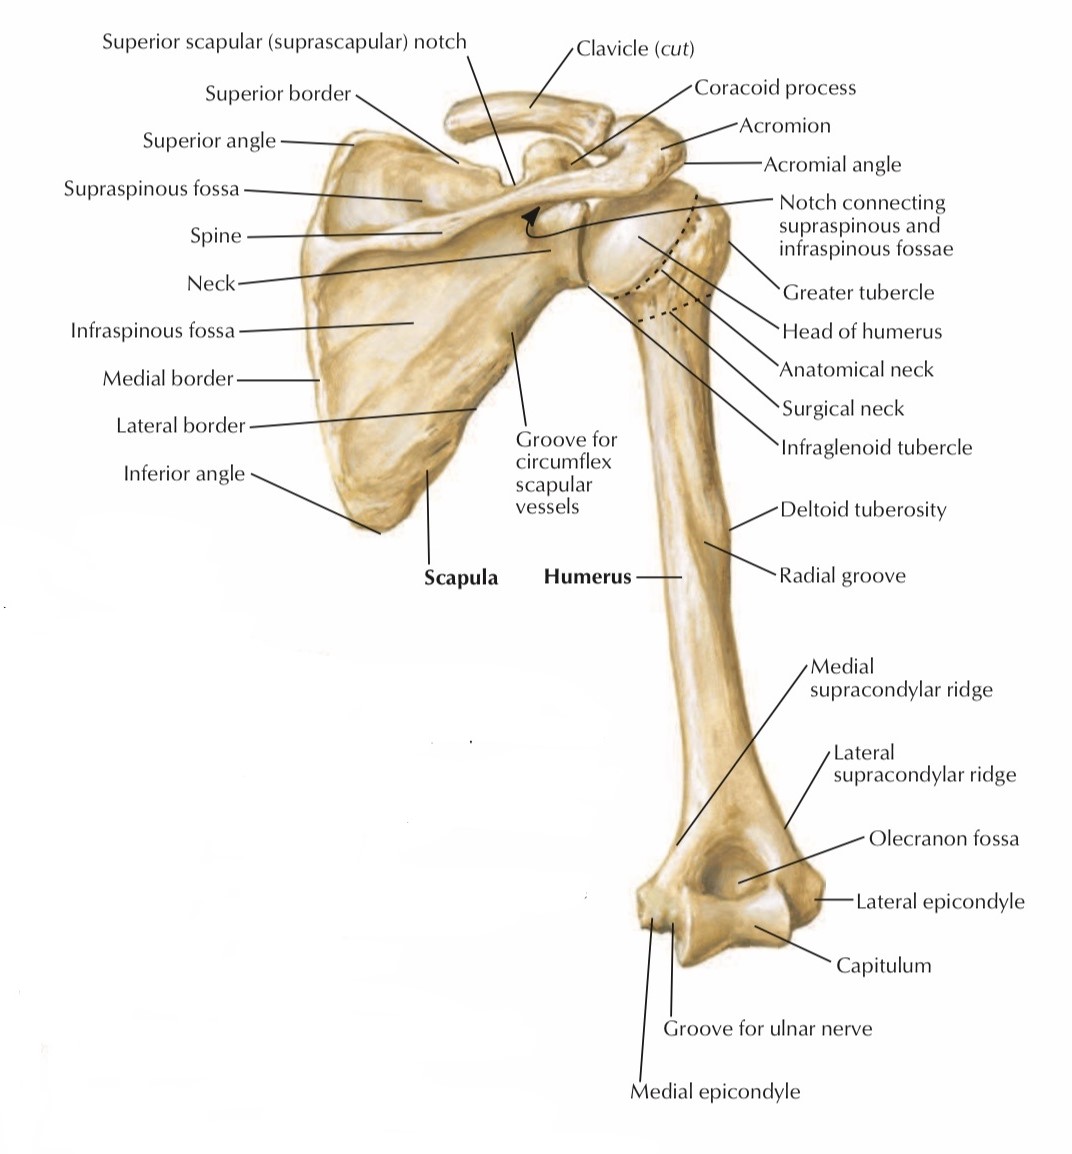 Superior scapular (suprascapular) notch
Clavicle (cut)
Superior border
Coracoid process
Superior angle
Acromion
Acromial angle
Supraspinous fossa
Notch connecting
supraspinous and
infraspinous fossae
Spine
Neck
Greater tubercle
Infraspinous fossa
Head of humerus
Medial border
Anatomical neck
Surgical neck
Lateral border
Infraglenoid tubercle
Groove for
circumflex
scapular
vessels
Inferior angle
Deltoid tuberosity
Scapula
Humerus
Radial groove
Medial
supracondylar ridge
Lateral
supracondylar ridge
Olecranon fossa
Lateral epicondyle
Capitulum
Groove for ulnar nerve
Medial epicondyle